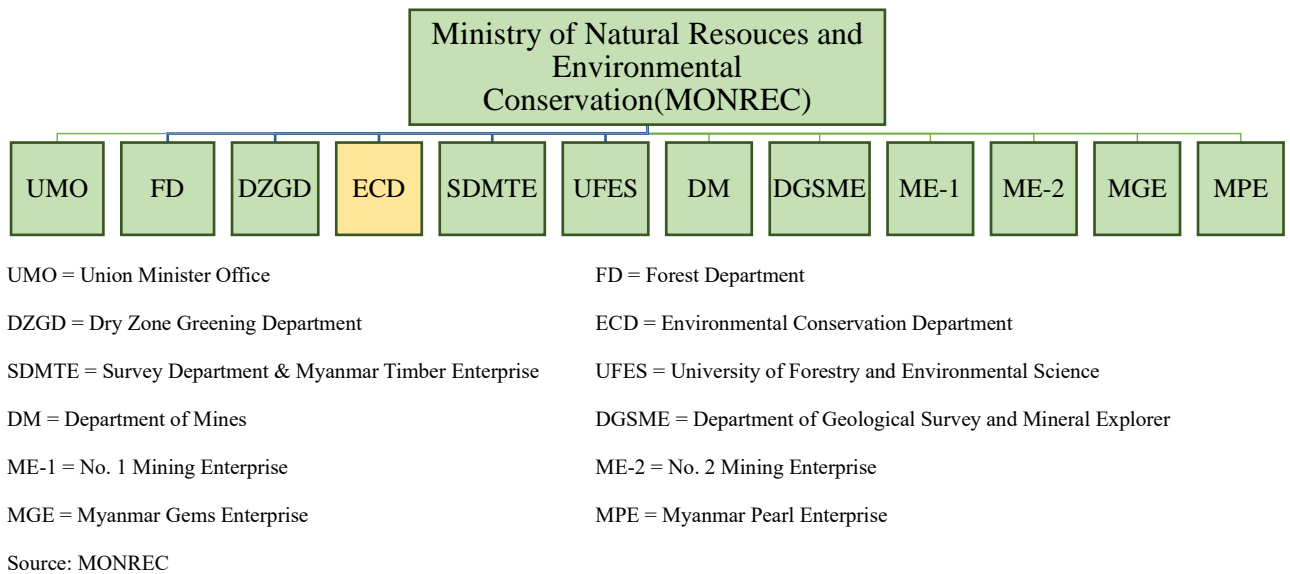 Ministry of Natural Resouces and
Environmental
Conservation(MONREC)
UMO FD DZGD ECD SDMTE UFES DM DGSME ME-1 ME-2 MGE MPE
UMO = Union Minister Office FD = Forest Department
DZGD = Dry Zone Greening Department ECD = Environmental Conservation Department
SDMTE = Survey Department & Myanmar Timber Enterprise UFES = University of Forestry and Environmental Science
DM = Department of Mines DGSME = Department of Geological Survey and Mineral Explorer
ME-1 = No. 1 Mining Enterprise ME-2 = No. 2 Mining Enterprise
MGE = Myanmar Gems Enterprise MPE = Myanmar Pearl Enterprise
Source: MONREC